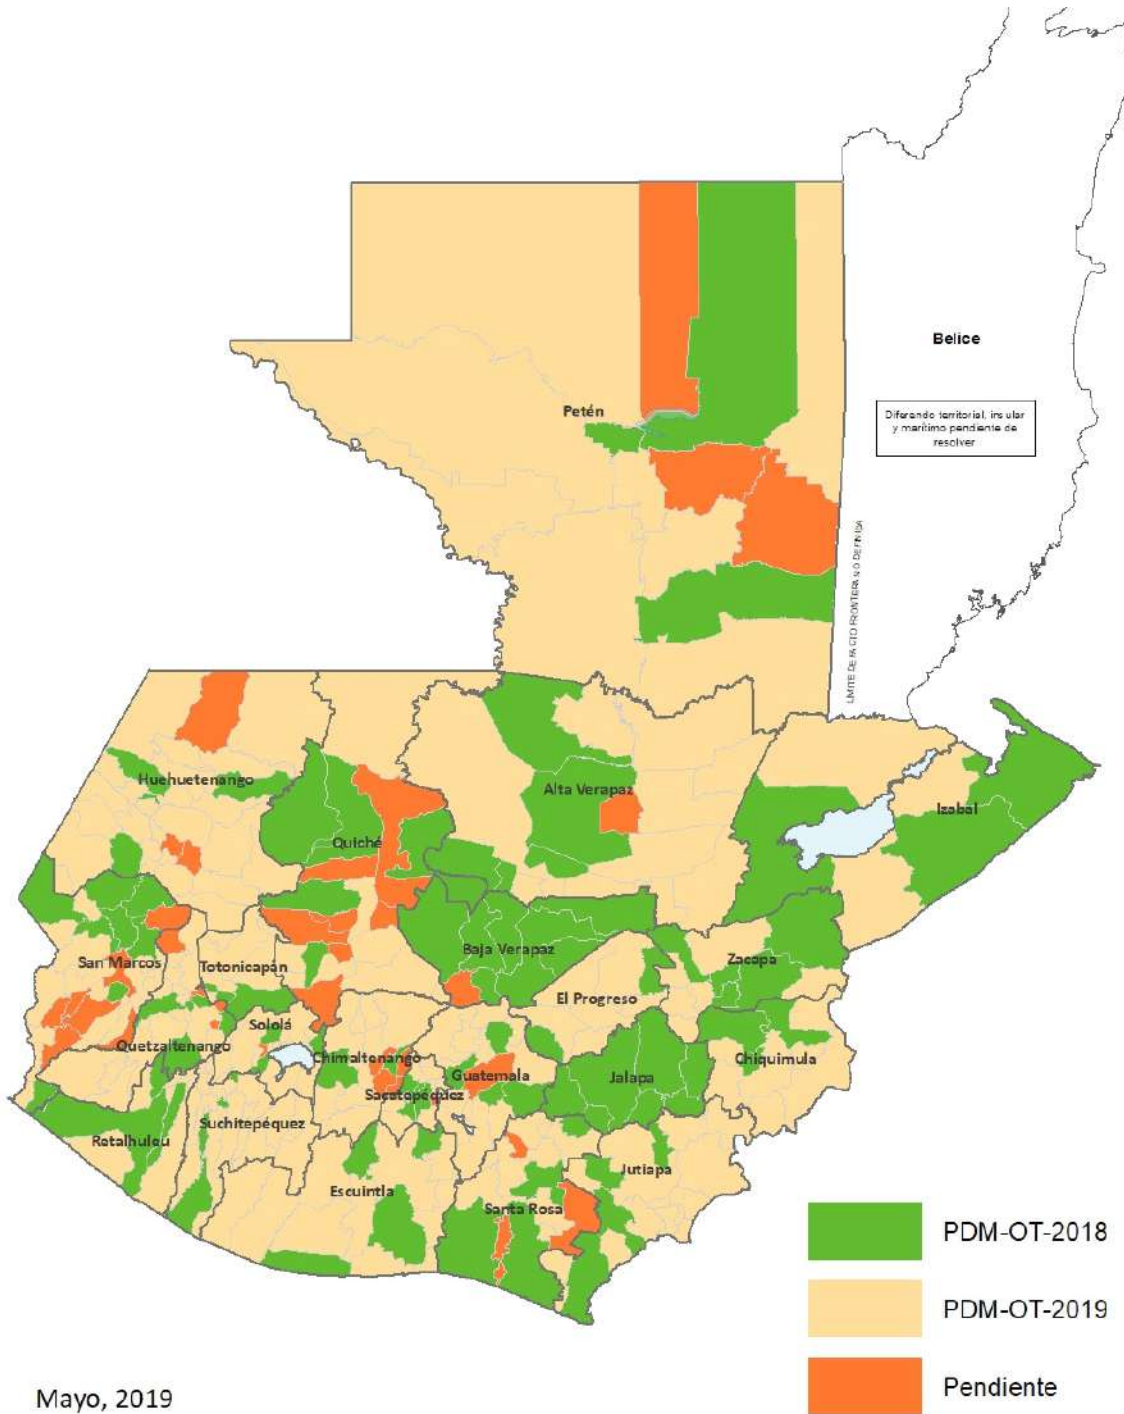 Belice
Diferendo territorial, insular
y marítimo pendiente de
resolver
Petén
LIMITE DE FACTO FRONTERA NO DEFINIDA
Huehuetenango
Alta Verapaz
Izabal
Quiché
Baja Verapaz
San Marcos
Totonicapán
Zacapa
El Progreso
Sololá
Quetzaltenango
Chimaltenango
Chiquimula
Guatemala
Jalapa
Sacatepéquez
Suchitepéquez
Retalhuleu
Jutiapa
Escuintla
Santa Rosa
PDM-OT-2018
PDM-OT-2019
Pendiente
Mayo, 2019